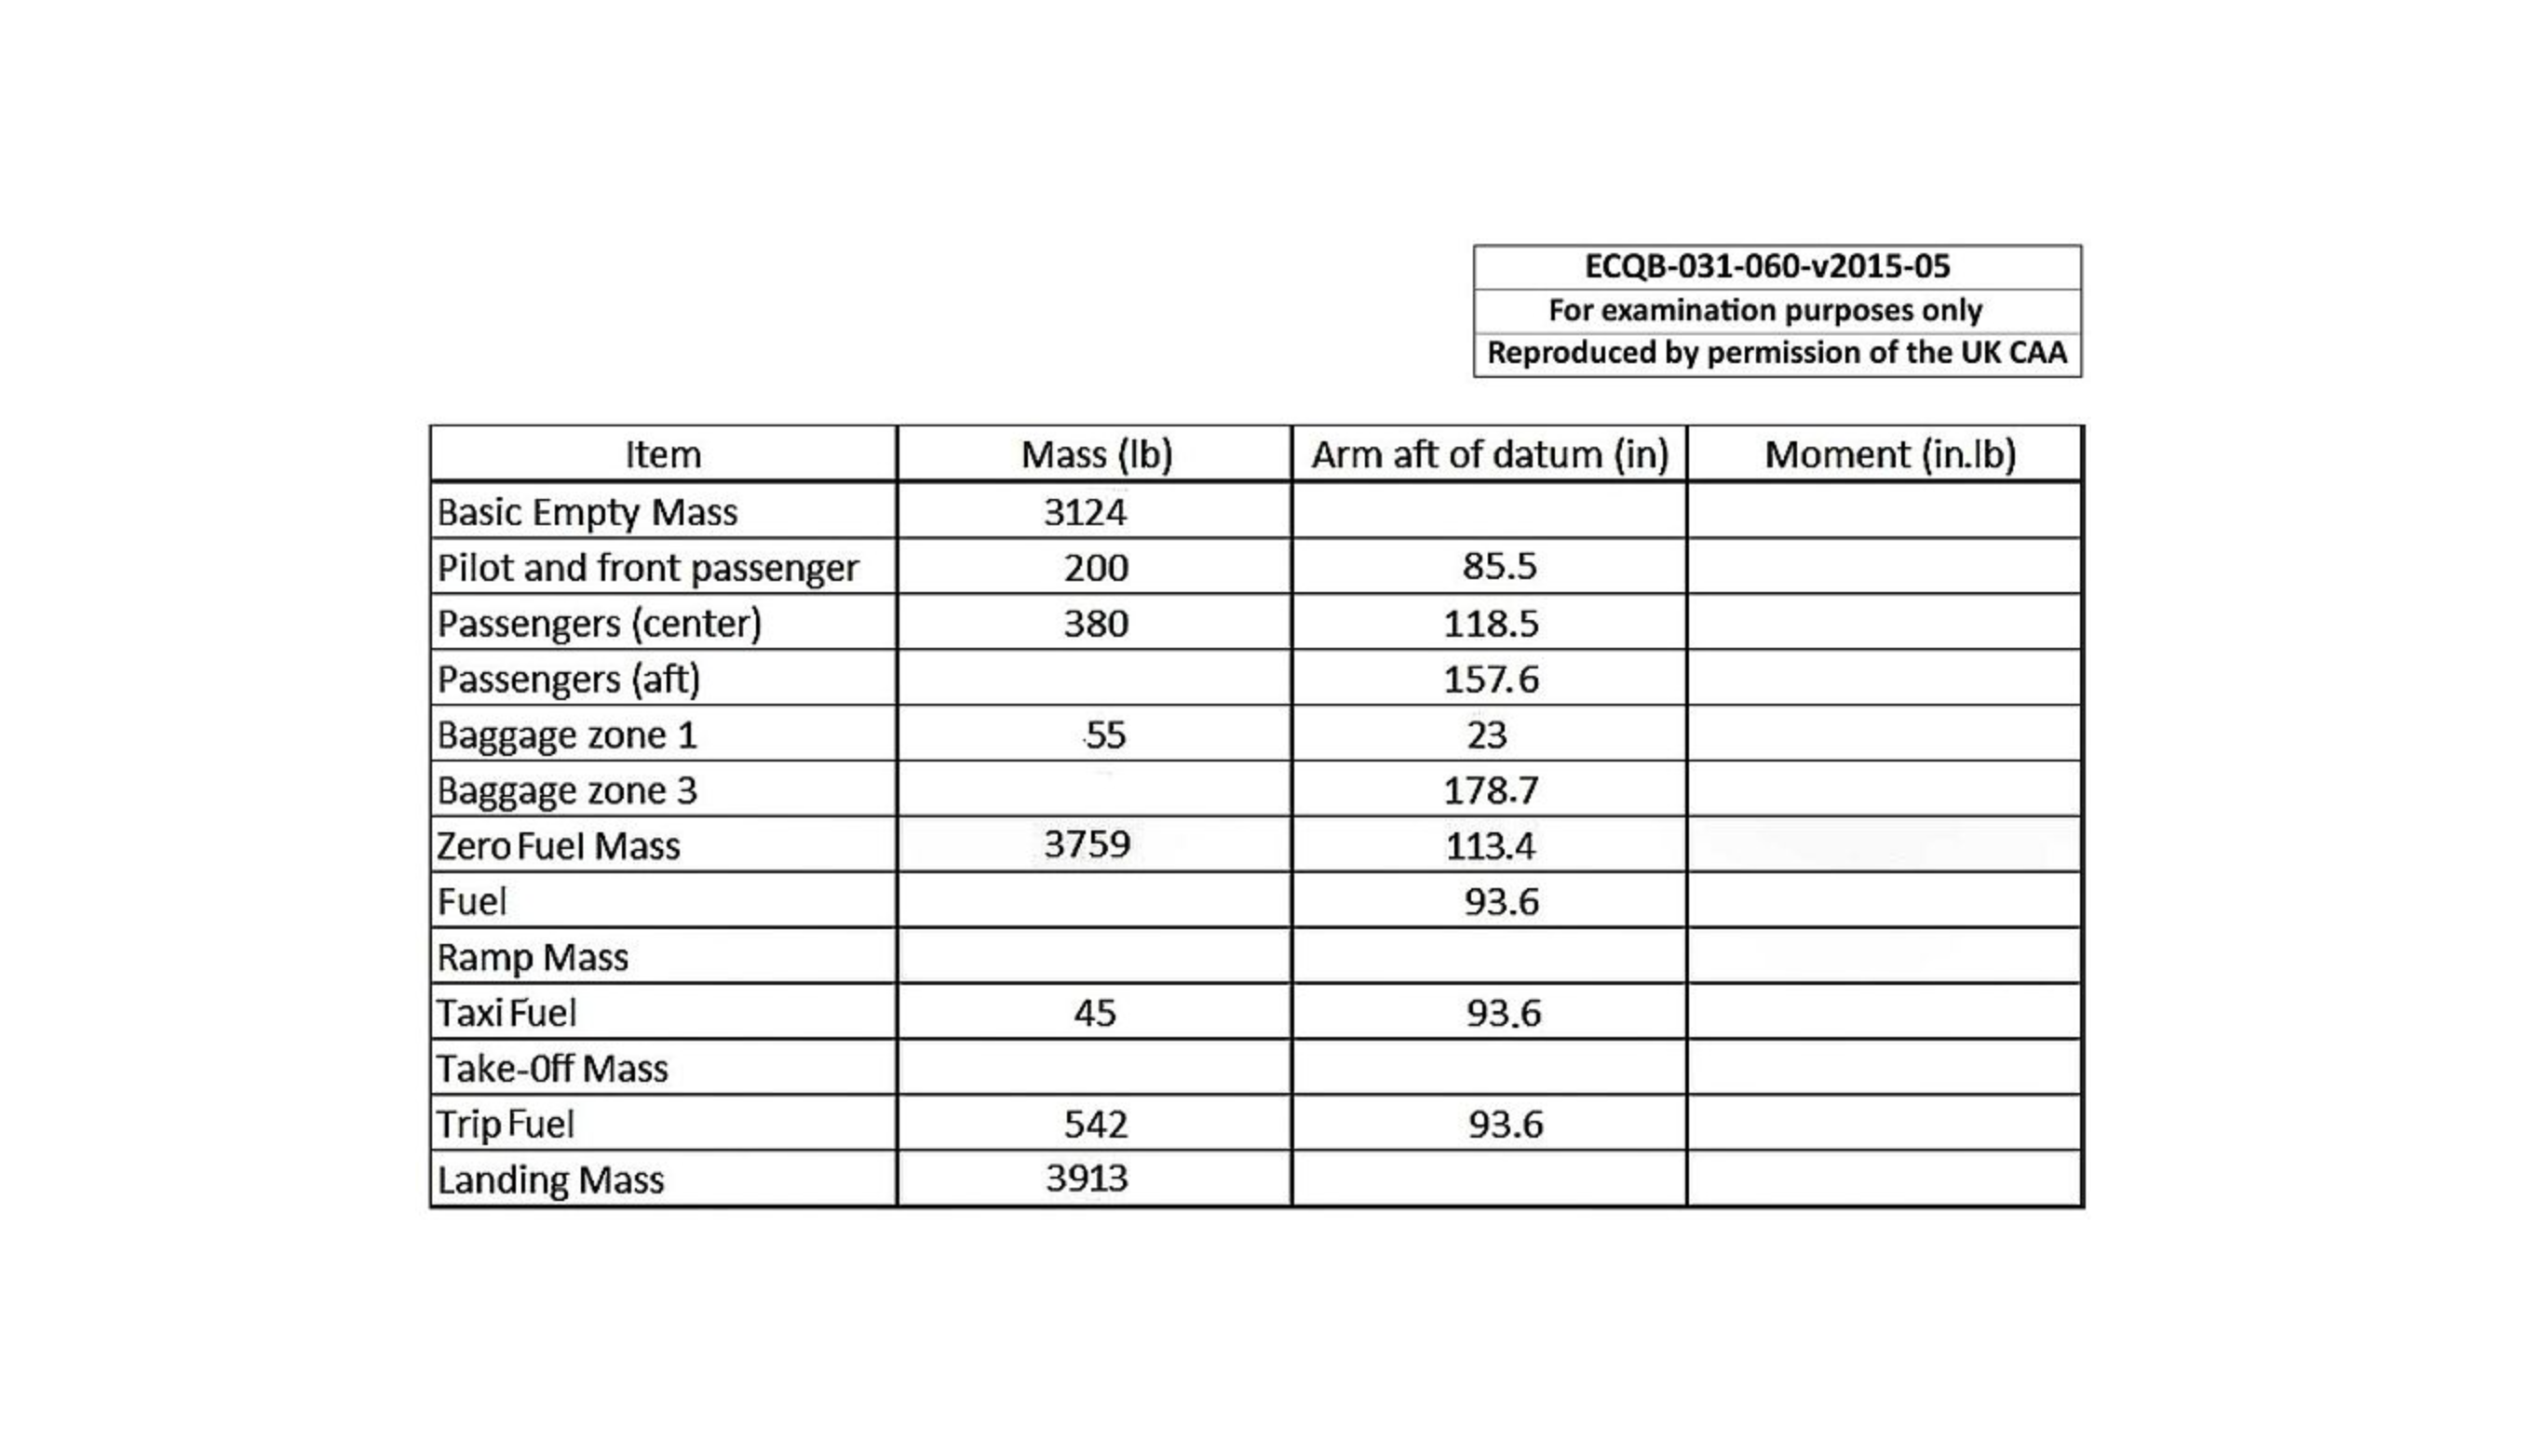 ECQB-031-060-v2015-05
For examination purposes only
Reproduced by permission of the UK CAA
Item Mass (lb) Arm aft of datum (in) Moment (in.lb)
Basic Empty Mass 3124
Pilot and front passenger 200 85.5
Passengers (center) 380 118.5
Passengers (aft) 157.6
Baggage zone 1 55 23
Baggage zone 3 178.7
Zero Fuel Mass 3759 113.4
Fuel 93.6
Ramp Mass
Taxi Fuel 45 93.6
Take-Off Mass
Trip Fuel 542 93.6
Landing Mass 3913